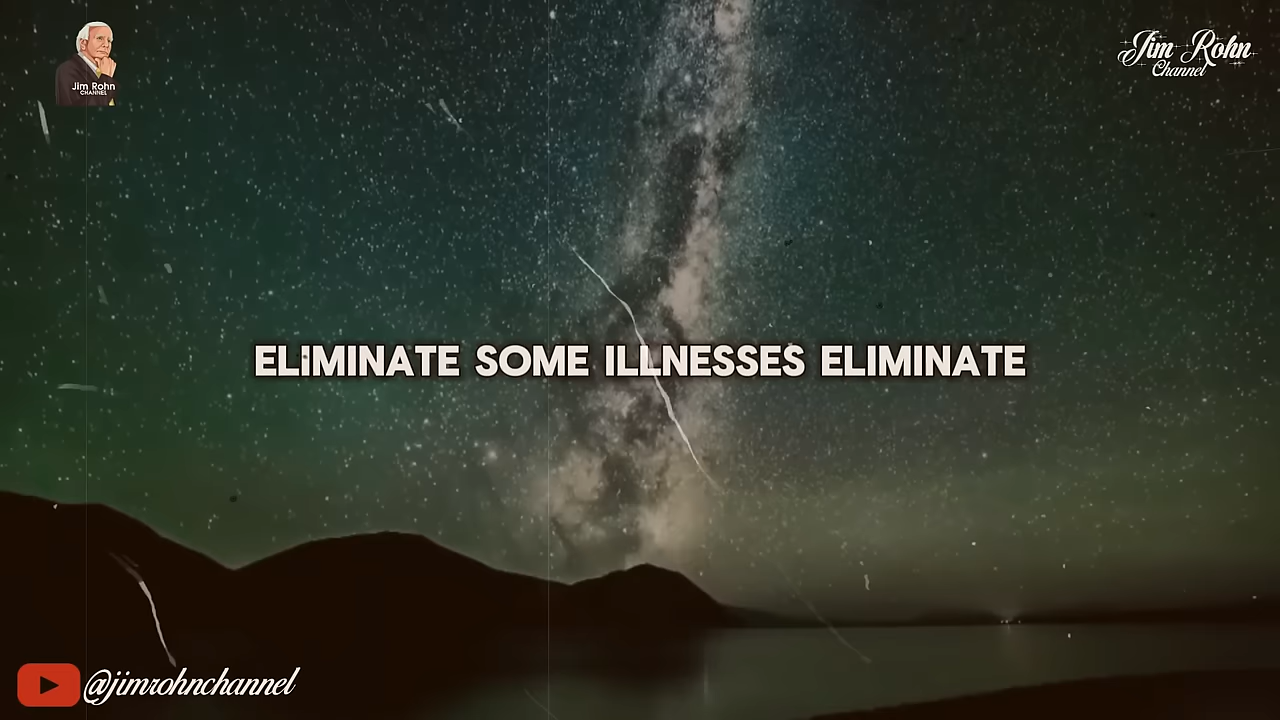 Jim Rohn
CHANNEL
Jim Rohn
Channel
ELIMINATE SOME ILLNESSES ELIMINATE
@jimrohnchannel